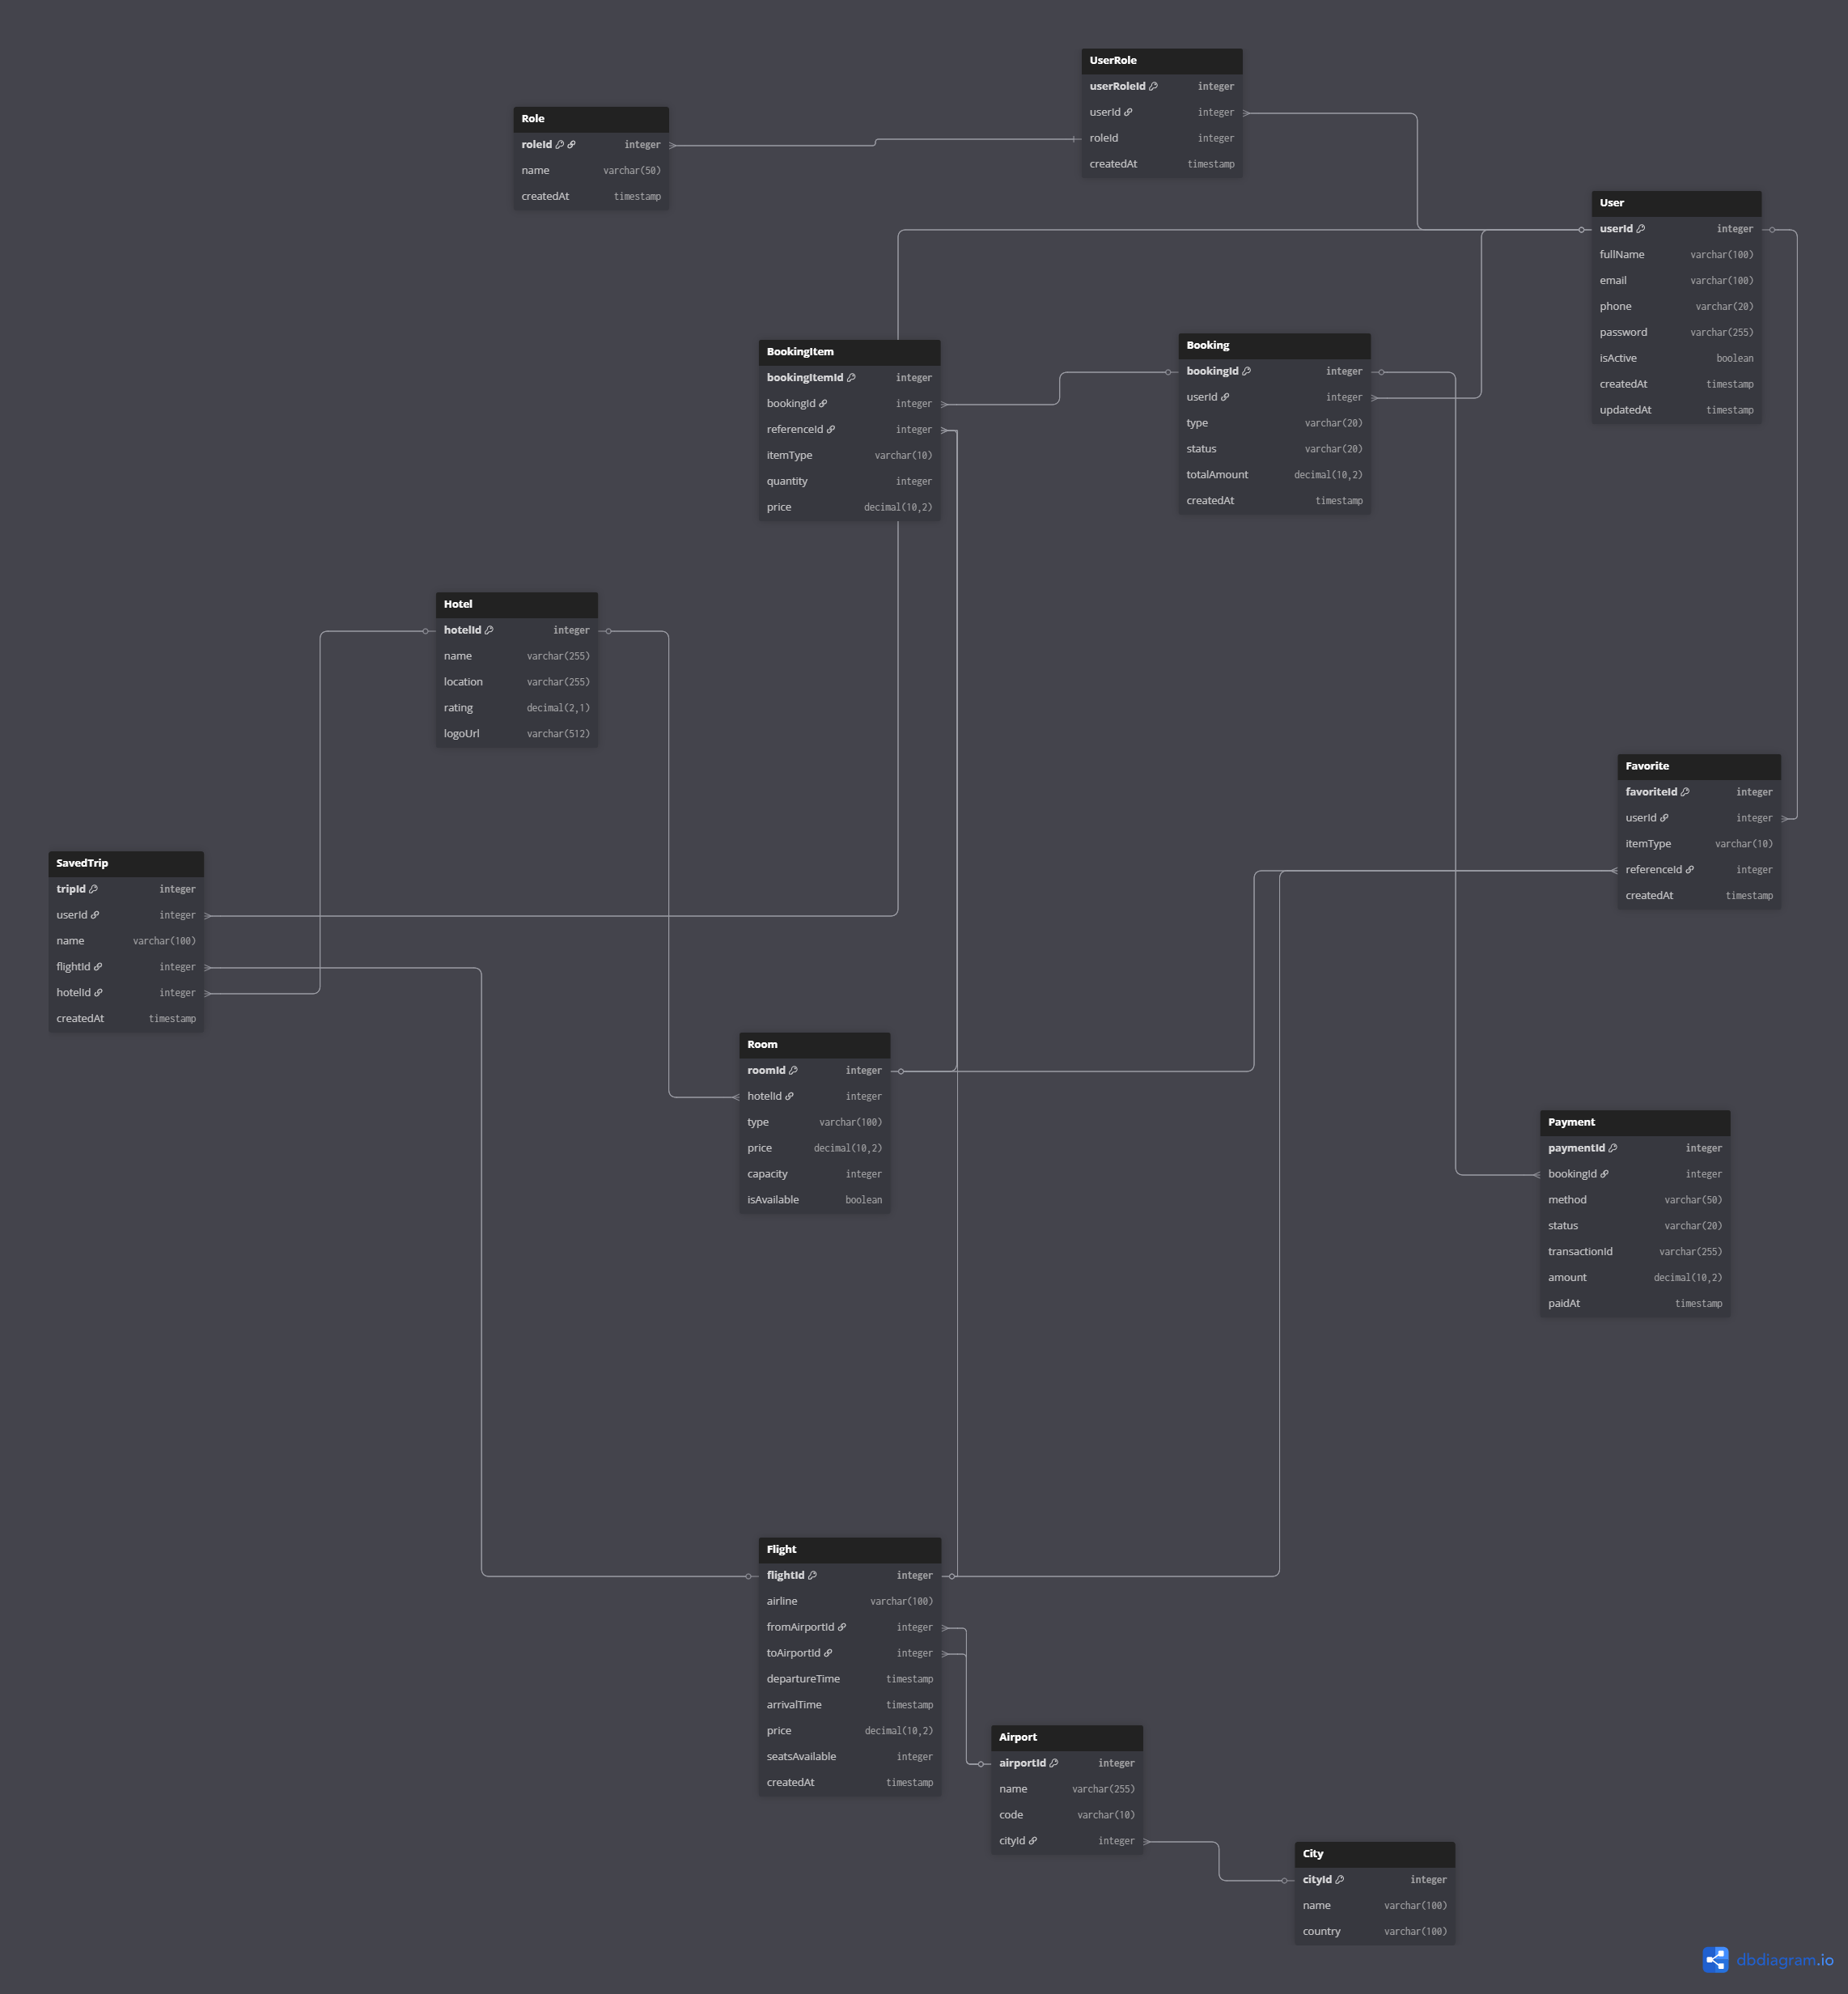 UserRole
userRoleId integer
userId integer
roleId integer
createdAt timestamp
Role
roleId integer
name varchar(50)
createdAt timestamp
User
userId integer
fullName varchar(100)
email varchar(100)
phone varchar(20)
password varchar(255)
isActive boolean
createdAt timestamp
updatedAt timestamp
BookingItem
bookingItemId integer
bookingId integer
referenceId integer
itemType varchar(10)
quantity integer
price decimal(10,2)
Booking
bookingId integer
userId integer
type varchar(20)
status varchar(20)
totalAmount decimal(10,2)
createdAt timestamp
Hotel
hotelId integer
name varchar(255)
location varchar(255)
rating decimal(2,1)
logoUrl varchar(512)
Favorite
favoriteId integer
userId integer
itemType varchar(10)
referenceId integer
createdAt timestamp
SavedTrip
tripId integer
userId integer
name varchar(100)
flightId integer
hotelId integer
createdAt timestamp
Room
roomId integer
hotelId integer
type varchar(100)
price decimal(10,2)
capacity integer
isAvailable boolean
Payment
paymentId integer
bookingId integer
method varchar(50)
status varchar(20)
transactionId varchar(255)
amount decimal(10,2)
paidAt timestamp
Flight
flightId integer
airline varchar(100)
fromAirportId integer
toAirportId integer
departureTime timestamp
arrivalTime timestamp
price decimal(10,2)
seatsAvailable integer
createdAt timestamp
Airport
airportId integer
name varchar(255)
code varchar(10)
cityId integer
City
cityId integer
name varchar(100)
country varchar(100)
dbdiagram.io